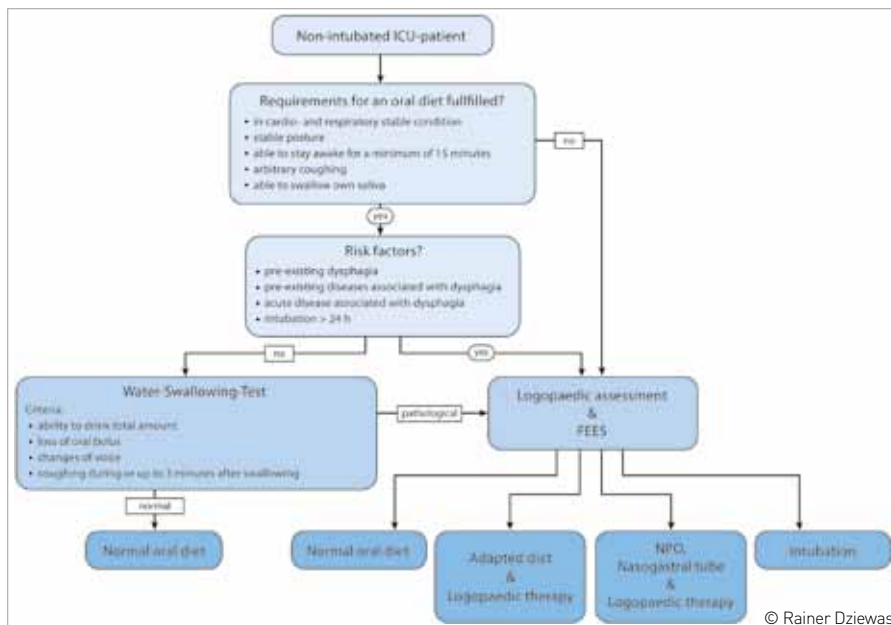 Non-intubated ICU-patient
Requirements for an oral diet fullfilled?
• in cardio- and respiratory stable condition
• stable posture
• able to stay awake for a minimum of 15 minutes
• arbitrary coughing
• able to swallow own saliva
no
yes
Risk factors?
• pre-existing dysphagia
• pre-existing diseases associated with dysphagia
• acute disease associated with dysphagia
• intubation > 24 h
no
yes
Water-Swallowing-Test
Criteria:
• ability to drink total amount
• loss of oral bolus
• changes of voice
• coughing during or up to 3 minutes after swallowing
pathological
Logopaedic assessment
&
FEES
normal
Normal oral diet
Normal oral diet
Adapted diet
&
Logopaedic therapy
NPO,
Nasogastral tube
&
Logopaedic therapy
Intubation
© Rainer Dziewas